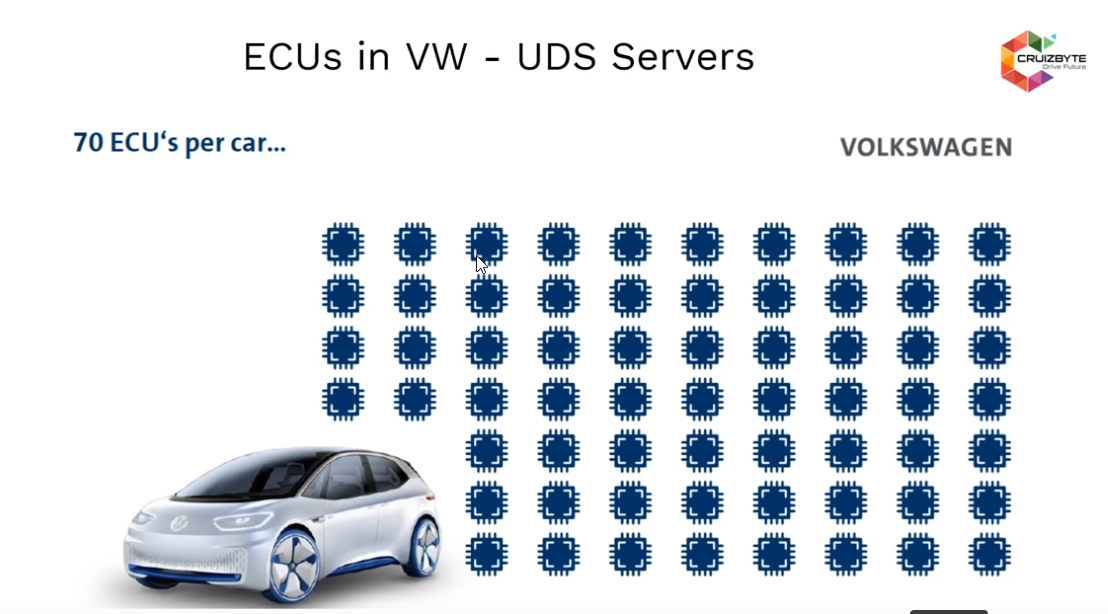 ECUs in VW - UDS Servers
CRUIZBYTE
Drive Future
70 ECU‘s per car...
VOLKSWAGEN